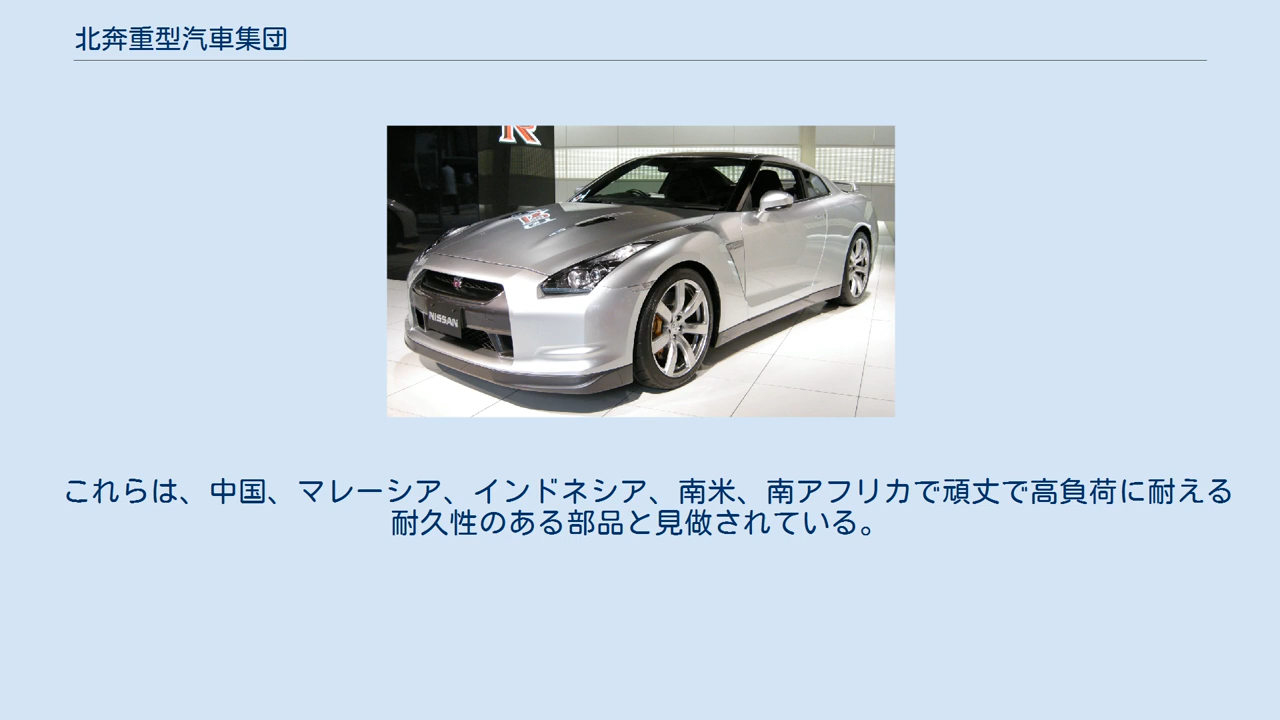 北奔重型汽車集団
R
NISSAN
これらは、中国、マレーシア、インドネシア、南米、南アフリカで頑丈で高負荷に耐える
耐久性のある部品と見做されている。